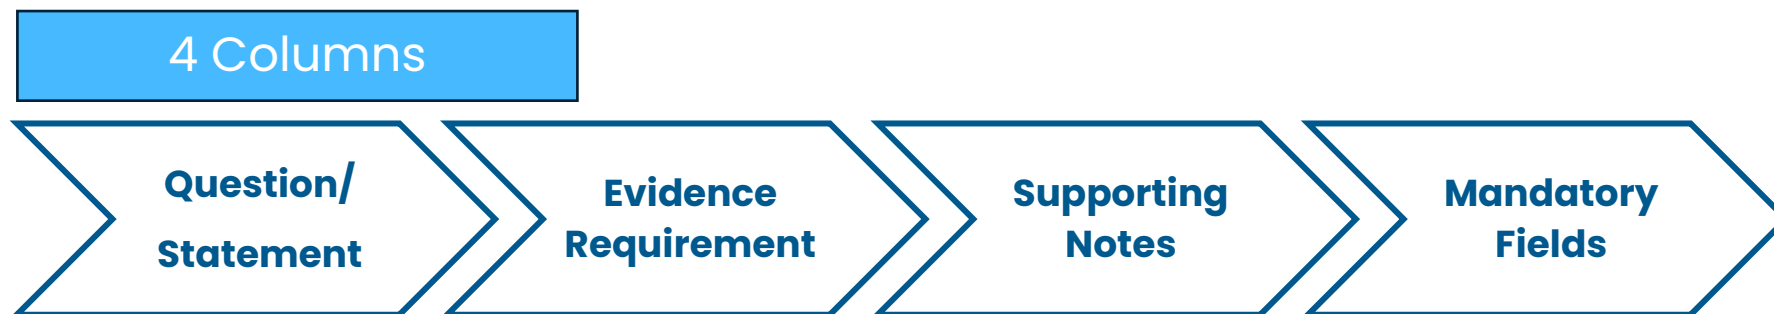 4 Columns
Question/
Statement
Evidence
Requirement
Supporting
Notes
Mandatory
Fields